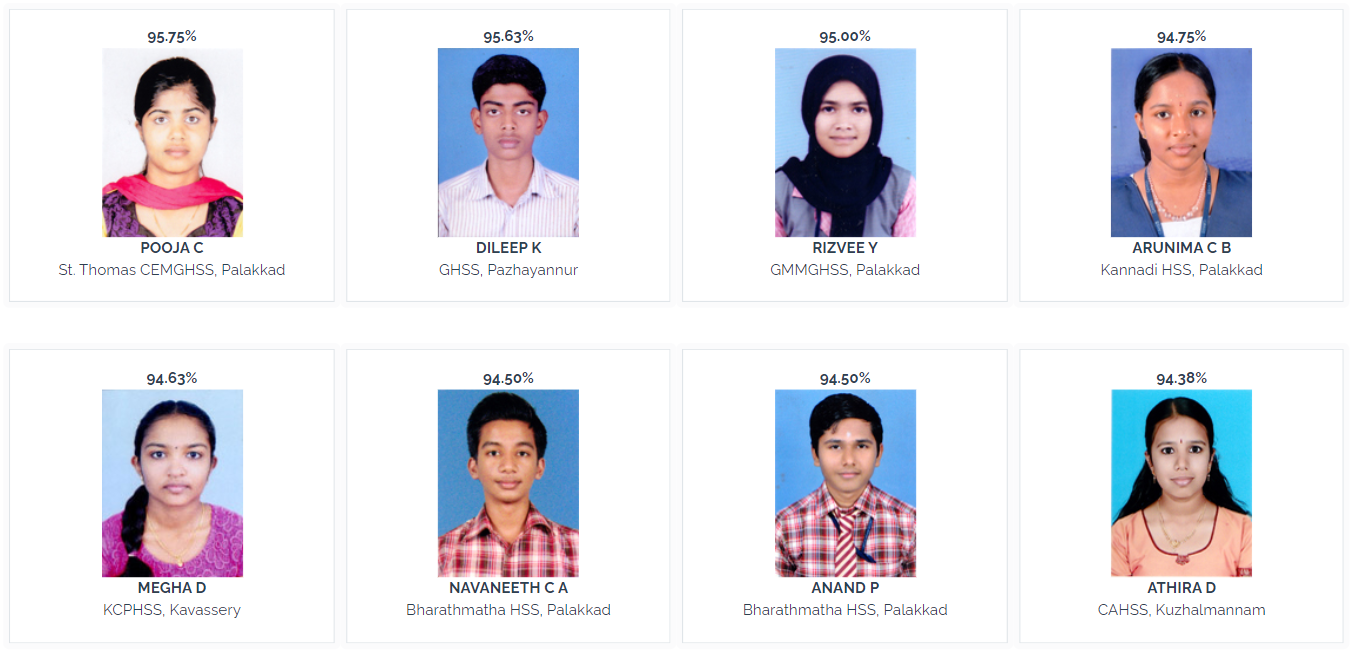 95.75%
POOJA C
St. Thomas CEMGHSS, Palakkad
95.63%
DILEEP K
GHSS, Pazhayannur
95.00%
RIZVEE Y
GMMGHSS, Palakkad
94.75%
ARUNIMA C B
Kannadi HSS, Palakkad
94.63%
MEGHA D
KCPHSS, Kavassery
94.50%
NAVANEETH C A
Bharathmatha HSS, Palakkad
94.50%
ANAND P
Bharathmatha HSS, Palakkad
94.38%
ATHIRA D
CAHSS, Kuzhalmannam